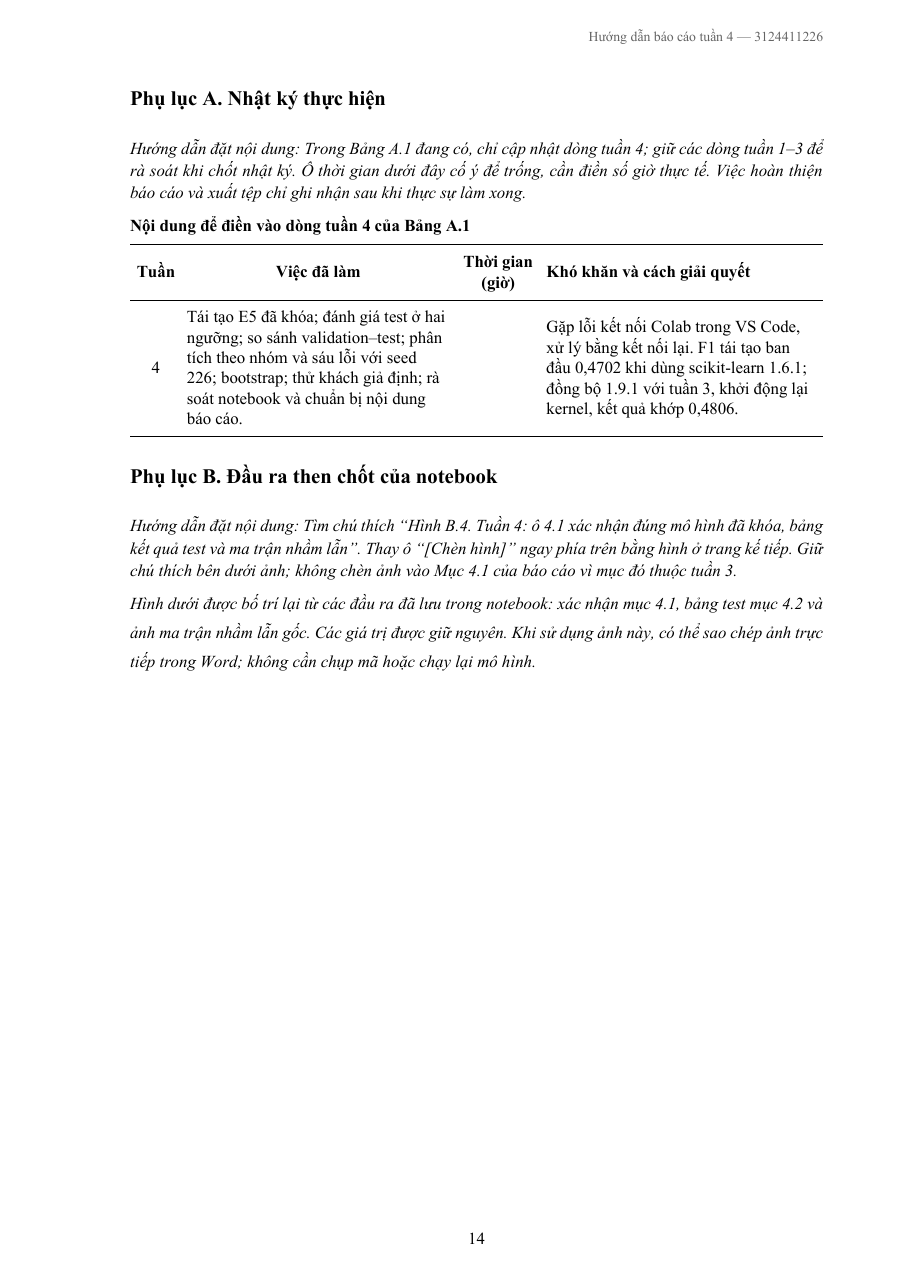 Hướng dẫn báo cáo tuần 4 — 3124411226
Phụ lục A. Nhật ký thực hiện
Hướng dẫn đặt nội dung: Trong Bảng A.1 đang có, chỉ cập nhật dòng tuần 4; giữ các dòng tuần 1–3 để
rà soát khi chốt nhật ký. Ô thời gian dưới đây cố ý để trống, cần điền số giờ thực tế. Việc hoàn thiện
báo cáo và xuất tệp chỉ ghi nhận sau khi thực sự làm xong.
Nội dung để điền vào dòng tuần 4 của Bảng A.1
Tuần
Việc đã làm
Thời gian
(giờ)
Khó khăn và cách giải quyết
4
Tái tạo E5 đã khóa; đánh giá test ở hai
ngưỡng; so sánh validation–test; phân
tích theo nhóm và sáu lỗi với seed
226; bootstrap; thử khách giả định; rà
soát notebook và chuẩn bị nội dung
báo cáo.
Gặp lỗi kết nối Colab trong VS Code,
xử lý bằng kết nối lại. F1 tái tạo ban
đầu 0,4702 khi dùng scikit-learn 1.6.1;
đồng bộ 1.9.1 với tuần 3, khởi động lại
kernel, kết quả khớp 0,4806.
Phụ lục B. Đầu ra then chốt của notebook
Hướng dẫn đặt nội dung: Tìm chú thích “Hình B.4. Tuần 4: ô 4.1 xác nhận đúng mô hình đã khóa, bảng
kết quả test và ma trận nhầm lẫn”. Thay ô “[Chèn hình]” ngay phía trên bằng hình ở trang kế tiếp. Giữ
chú thích bên dưới ảnh; không chèn ảnh vào Mục 4.1 của báo cáo vì mục đó thuộc tuần 3.
Hình dưới được bố trí lại từ các đầu ra đã lưu trong notebook: xác nhận mục 4.1, bảng test mục 4.2 và
ảnh ma trận nhầm lẫn gốc. Các giá trị được giữ nguyên. Khi sử dụng ảnh này, có thể sao chép ảnh trực
tiếp trong Word; không cần chụp mã hoặc chạy lại mô hình.
14